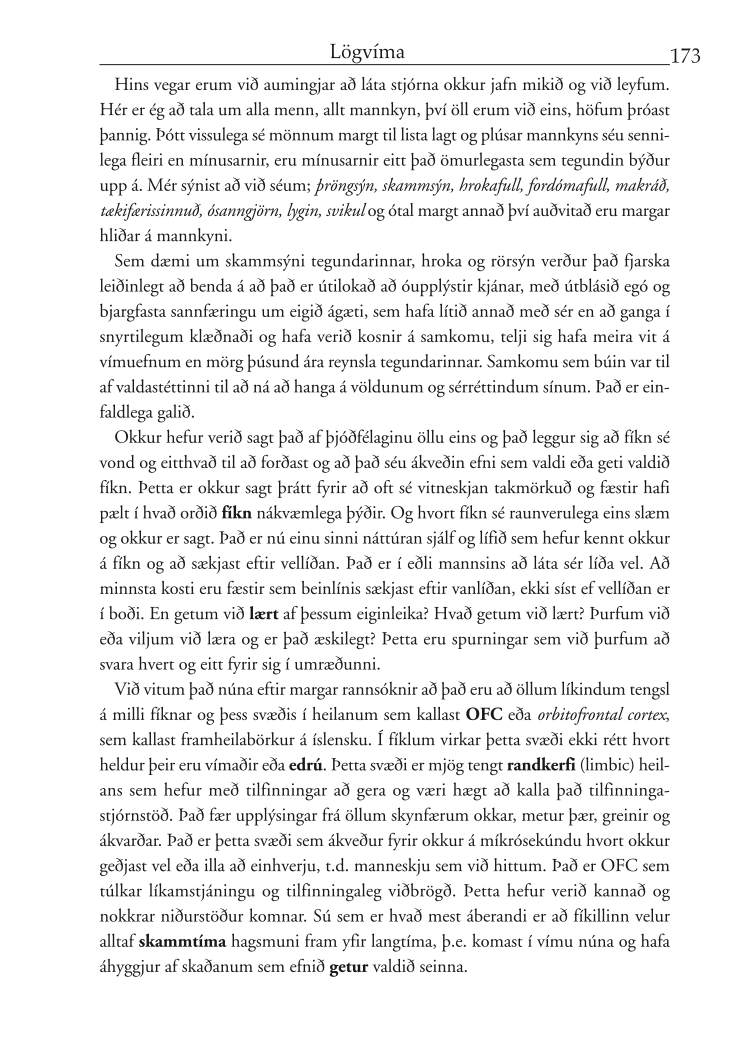 Lögvíma
173
Hins vegar erum við aumingjar að láta stjórna okkur jafn mikið og við leyfum.
Hér er ég að tala um alla menn, allt mannkyn, því öll erum við eins, höfum þróast
þannig. Þótt vissulega sé mönnum margt til lista lagt og plúsar mannkyns séu senni-
lega fleiri en mínusarnir, eru mínusarnir eitt það ömurlegasta sem tegundin býður
upp á. Mér sýnist að við séum; þröngsýn, skammsýn, hrokafull, fordómafull, makráð,
tækifærissinnuð, ósanngjörn, lygin, svikul og ótal margt annað því auðvitað eru margar
hliðar á mannkyni.
Sem dæmi um skammsýni tegundarinnar, hroka og rörsýn verður það fjarska
leiðinlegt að benda á að það er útilokað að óupplýstir kjánar, með útblásið egó og
bjargfasta sannfæringu um eigið ágæti, sem hafa lítið annað með sér en að ganga í
snyrtilegum klæðnaði og hafa verið kosnir á samkomu, telji sig hafa meira vit á
vímuefnum en mörg þúsund ára reynsla tegundarinnar. Samkomu sem búin var til
af valdastéttinni til að ná að hanga á völdunum og sérréttindum sínum. Það er ein-
faldlega galið.
Okkur hefur verið sagt það af þjóðfélaginu öllu eins og það leggur sig að fíkn sé
vond og eitthvað til að forðast og að það séu ákveðin efni sem valdi eða geti valdið
fíkn. Þetta er okkur sagt þrátt fyrir að oft sé vitneskjan takmörkuð og fæstir hafi
pælt í hvað orðið fíkn nákvæmlega þýðir. Og hvort fíkn sé raunverulega eins slæm
og okkur er sagt. Það er nú einu sinni náttúran sjálf og lífið sem hefur kennt okkur
á fíkn og að sækjast eftir vellíðan. Það er í eðli mannsins að láta sér líða vel. Að
minnsta kosti eru fæstir sem beinlínis sækjast eftir vanlíðan, ekki síst ef vellíðan er
í boði. En getum við lært af þessum eiginleika? Hvað getum við lært? Þurfum við
eða viljum við læra og er það æskilegt? Þetta eru spurningar sem við þurfum að
svara hvert og eitt fyrir sig í umræðunni.
Við vitum það núna eftir margar rannsóknir að það eru að öllum líkindum tengsl
á milli fíknar og þess svæðis í heilanum sem kallast OFC eða orbitofrontal cortex,
sem kallast framheilabörkur á íslensku. Í fíklum virkar þetta svæði ekki rétt hvort
heldur þeir eru vímaðir eða edrú. Þetta svæði er mjög tengt randkerfi (limbic) heil-
ans sem hefur með tilfinningar að gera og væri hægt að kalla það tilfinninga-
stjórnstöð. Það fær upplýsingar frá öllum skynfærum okkar, metur þær, greinir og
ákvarðar. Það er þetta svæði sem ákveður fyrir okkur á míkrósekúndu hvort okkur
geðjast vel eða illa að einhverju, t.d. manneskju sem við hittum. Það er OFC sem
túlkar líkamstjáningu og tilfinningaleg viðbrögð. Þetta hefur verið kannað og
nokkrar niðurstöður komnar. Sú sem er hvað mest áberandi er að fíkillinn velur
alltaf skammtíma hagsmuni fram yfir langtíma, þ.e. komast í vímu núna og hafa
áhyggjur af skaðanum sem efnið getur valdið seinna.